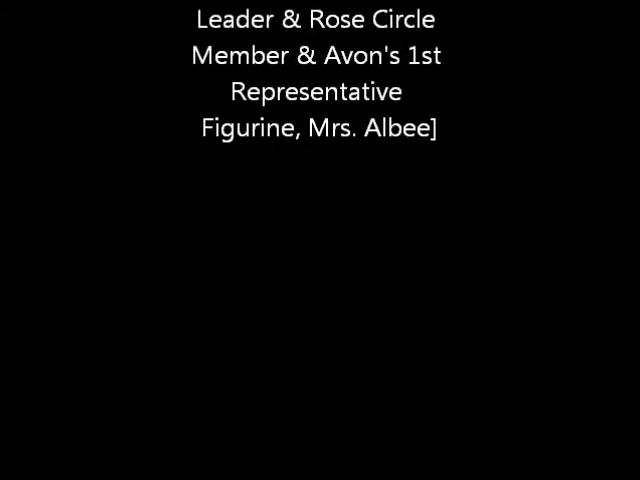 Leader & Rose Circle
Member & Avon's 1st
Representative
Figurine, Mrs. Albee]